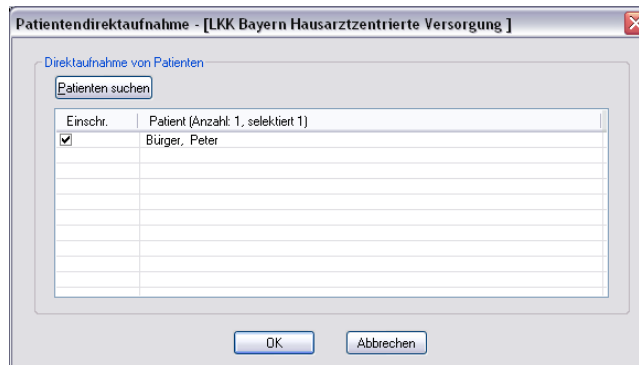 Patientendirektaufnahme - [LKK Bayern Hausarztzentrierte Versorgung ]
Direktaufnahme von Patienten
Patienten suchen
Einschr. Patient (Anzahl: 1, selektiert 1)
Bürger, Peter
OK Abbrechen